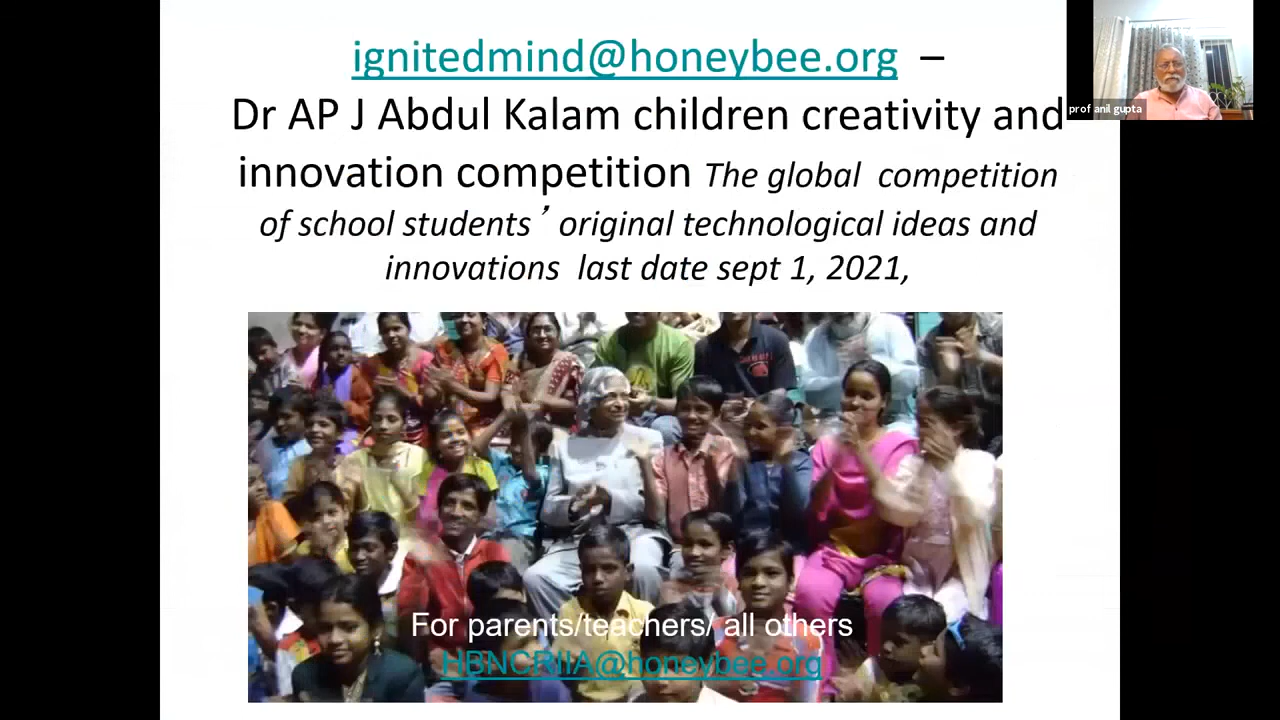 ignitedmind@honeybee.org –
Dr AP J Abdul Kalam children creativity and
innovation competition The global competition
of school students’ original technological ideas and
innovations last date sept 1, 2021,
prof anil gupta
For parents/teachers/ all others
HBNCRIIA@honeybee.org